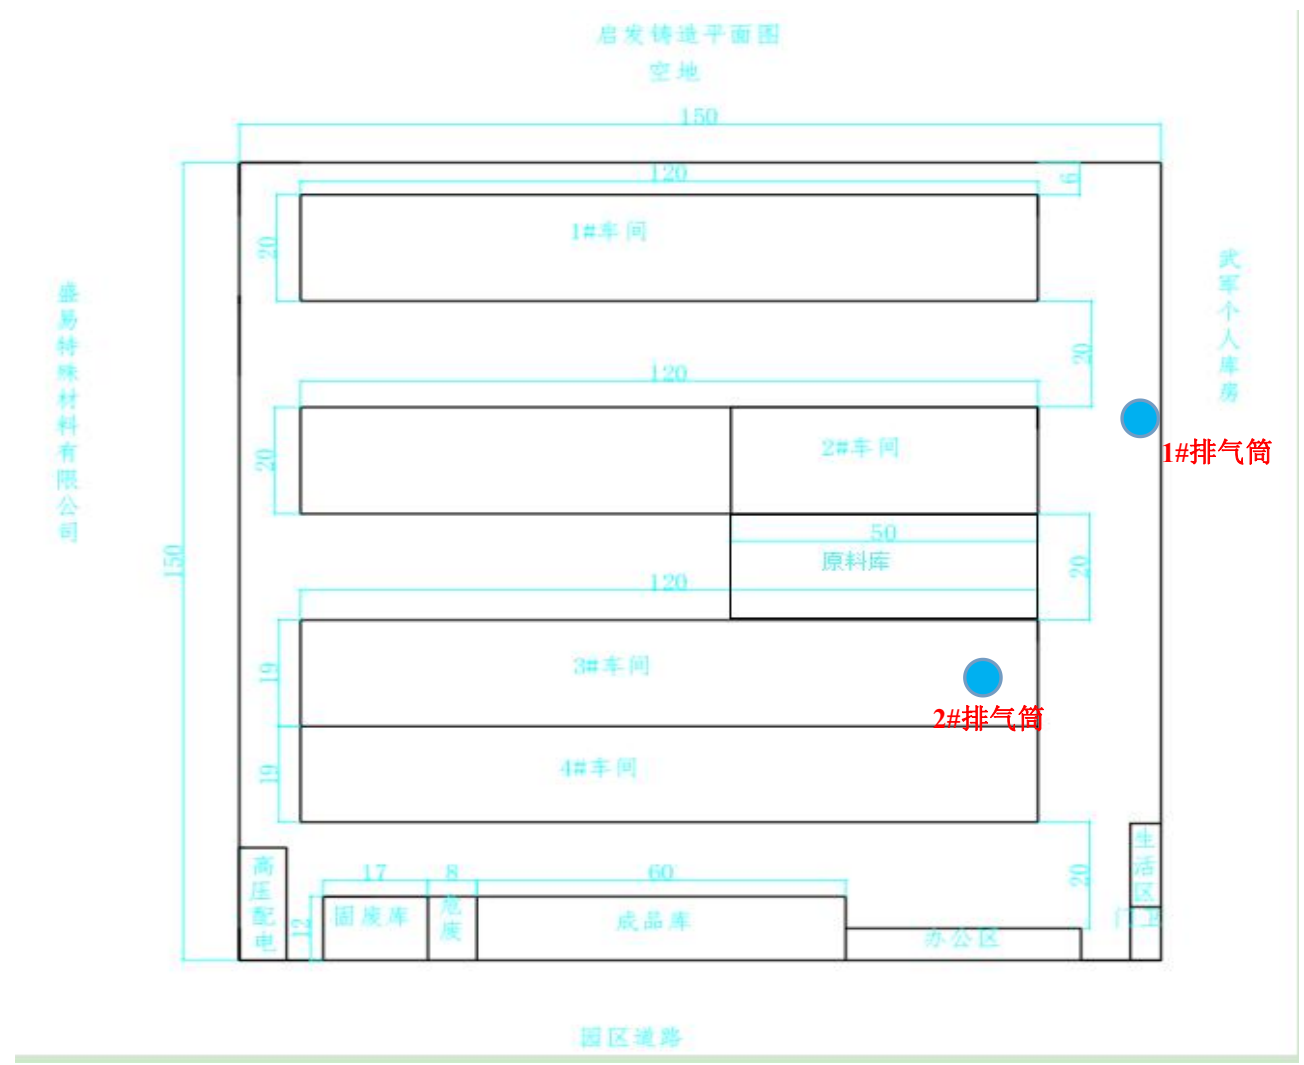 启发铸造平面图
空地
150
120
6
1#车间
20
20
盛易特殊材料有限公司
武军个人库房
120
20
2#车间
1#排气筒
50
原料库
20
150
120
19
3#车间
2#排气筒
19
4#车间
20
高压配电
17
8
60
12
固废库
危废
成品库
办公区
生活区
门卫
园区道路